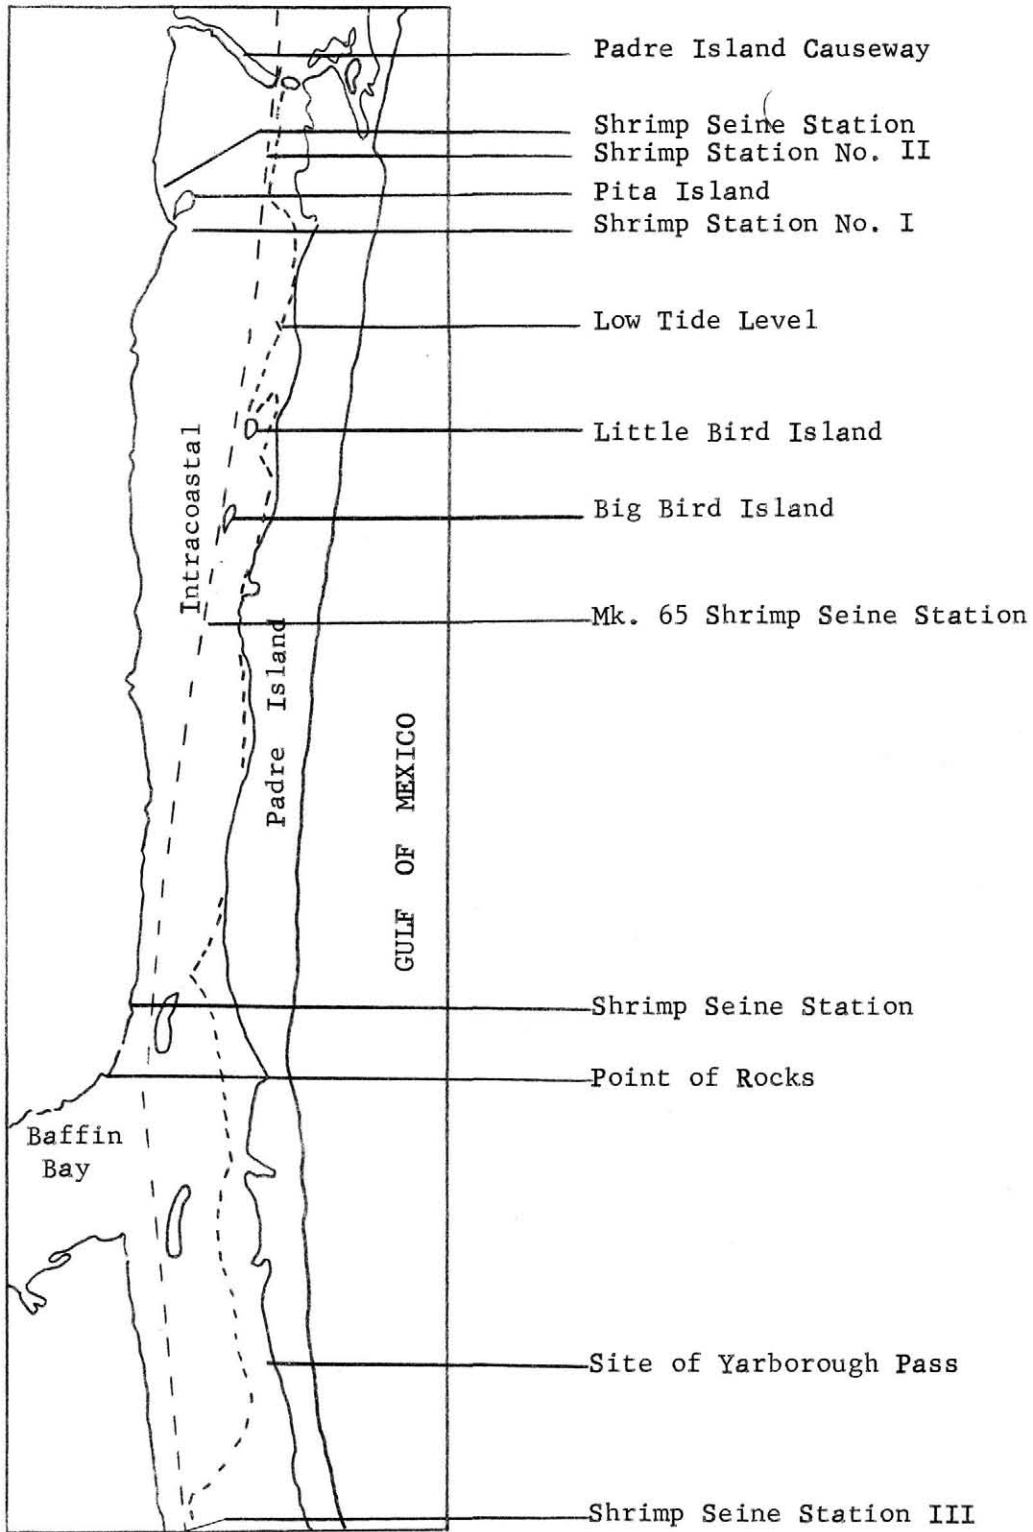 Padre Island Causeway
Shrimp Seine Station
Shrimp Station No. II
Pita Island
Shrimp Station No. I
Low Tide Level
Little Bird Island
Big Bird Island
Intracoastal
Mk. 65 Shrimp Seine Station
Padre Island
GULF OF MEXICO
Shrimp Seine Station
Point of Rocks
Baffin
Bay
Site of Yarborough Pass
Shrimp Seine Station III